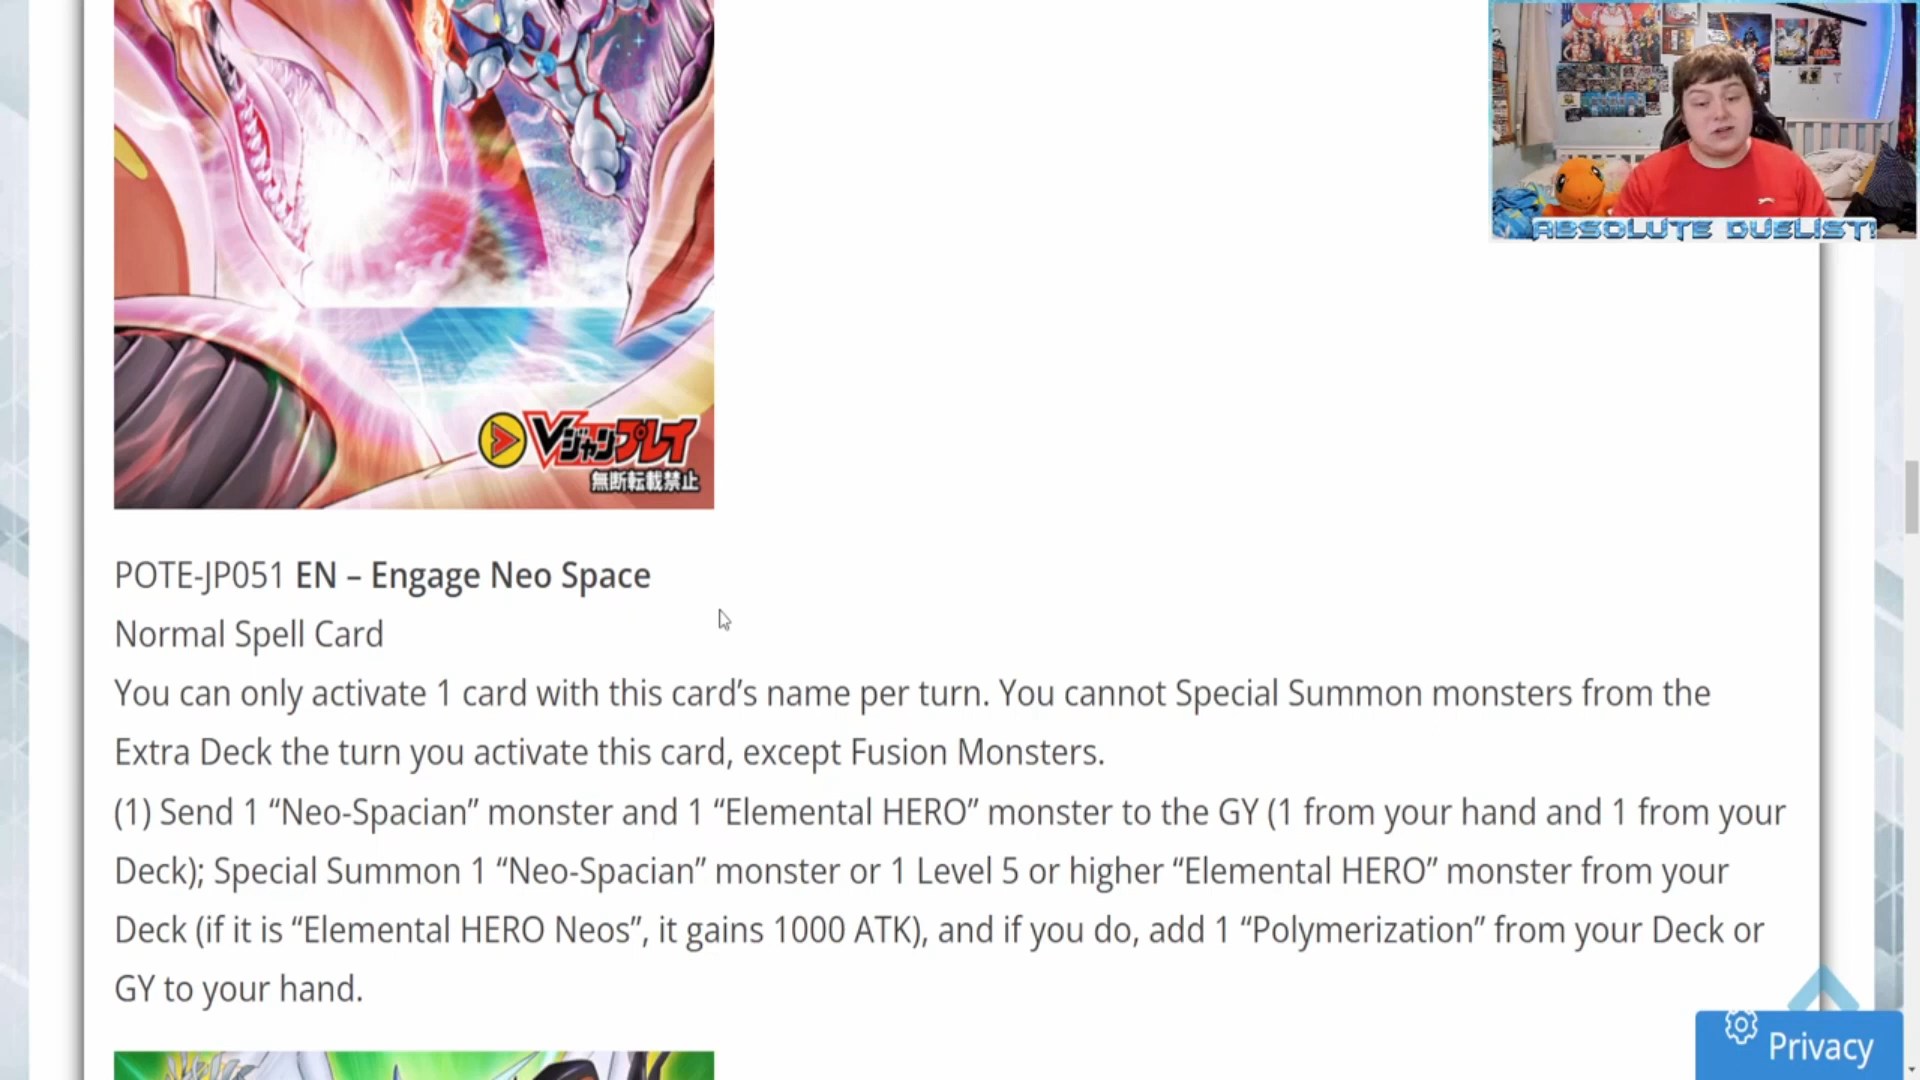 ABSOLUTE DUELIST!
Vジャンプレイ
無断転載禁止
POTE-JP051 EN – Engage Neo Space
Normal Spell Card
You can only activate 1 card with this card’s name per turn. You cannot Special Summon monsters from the
Extra Deck the turn you activate this card, except Fusion Monsters.
(1) Send 1 “Neo-Spacian” monster and 1 “Elemental HERO” monster to the GY (1 from your hand and 1 from your
Deck); Special Summon 1 “Neo-Spacian” monster or 1 Level 5 or higher “Elemental HERO” monster from your
Deck (if it is “Elemental HERO Neos”, it gains 1000 ATK), and if you do, add 1 “Polymerization” from your Deck or
GY to your hand.
Privacy